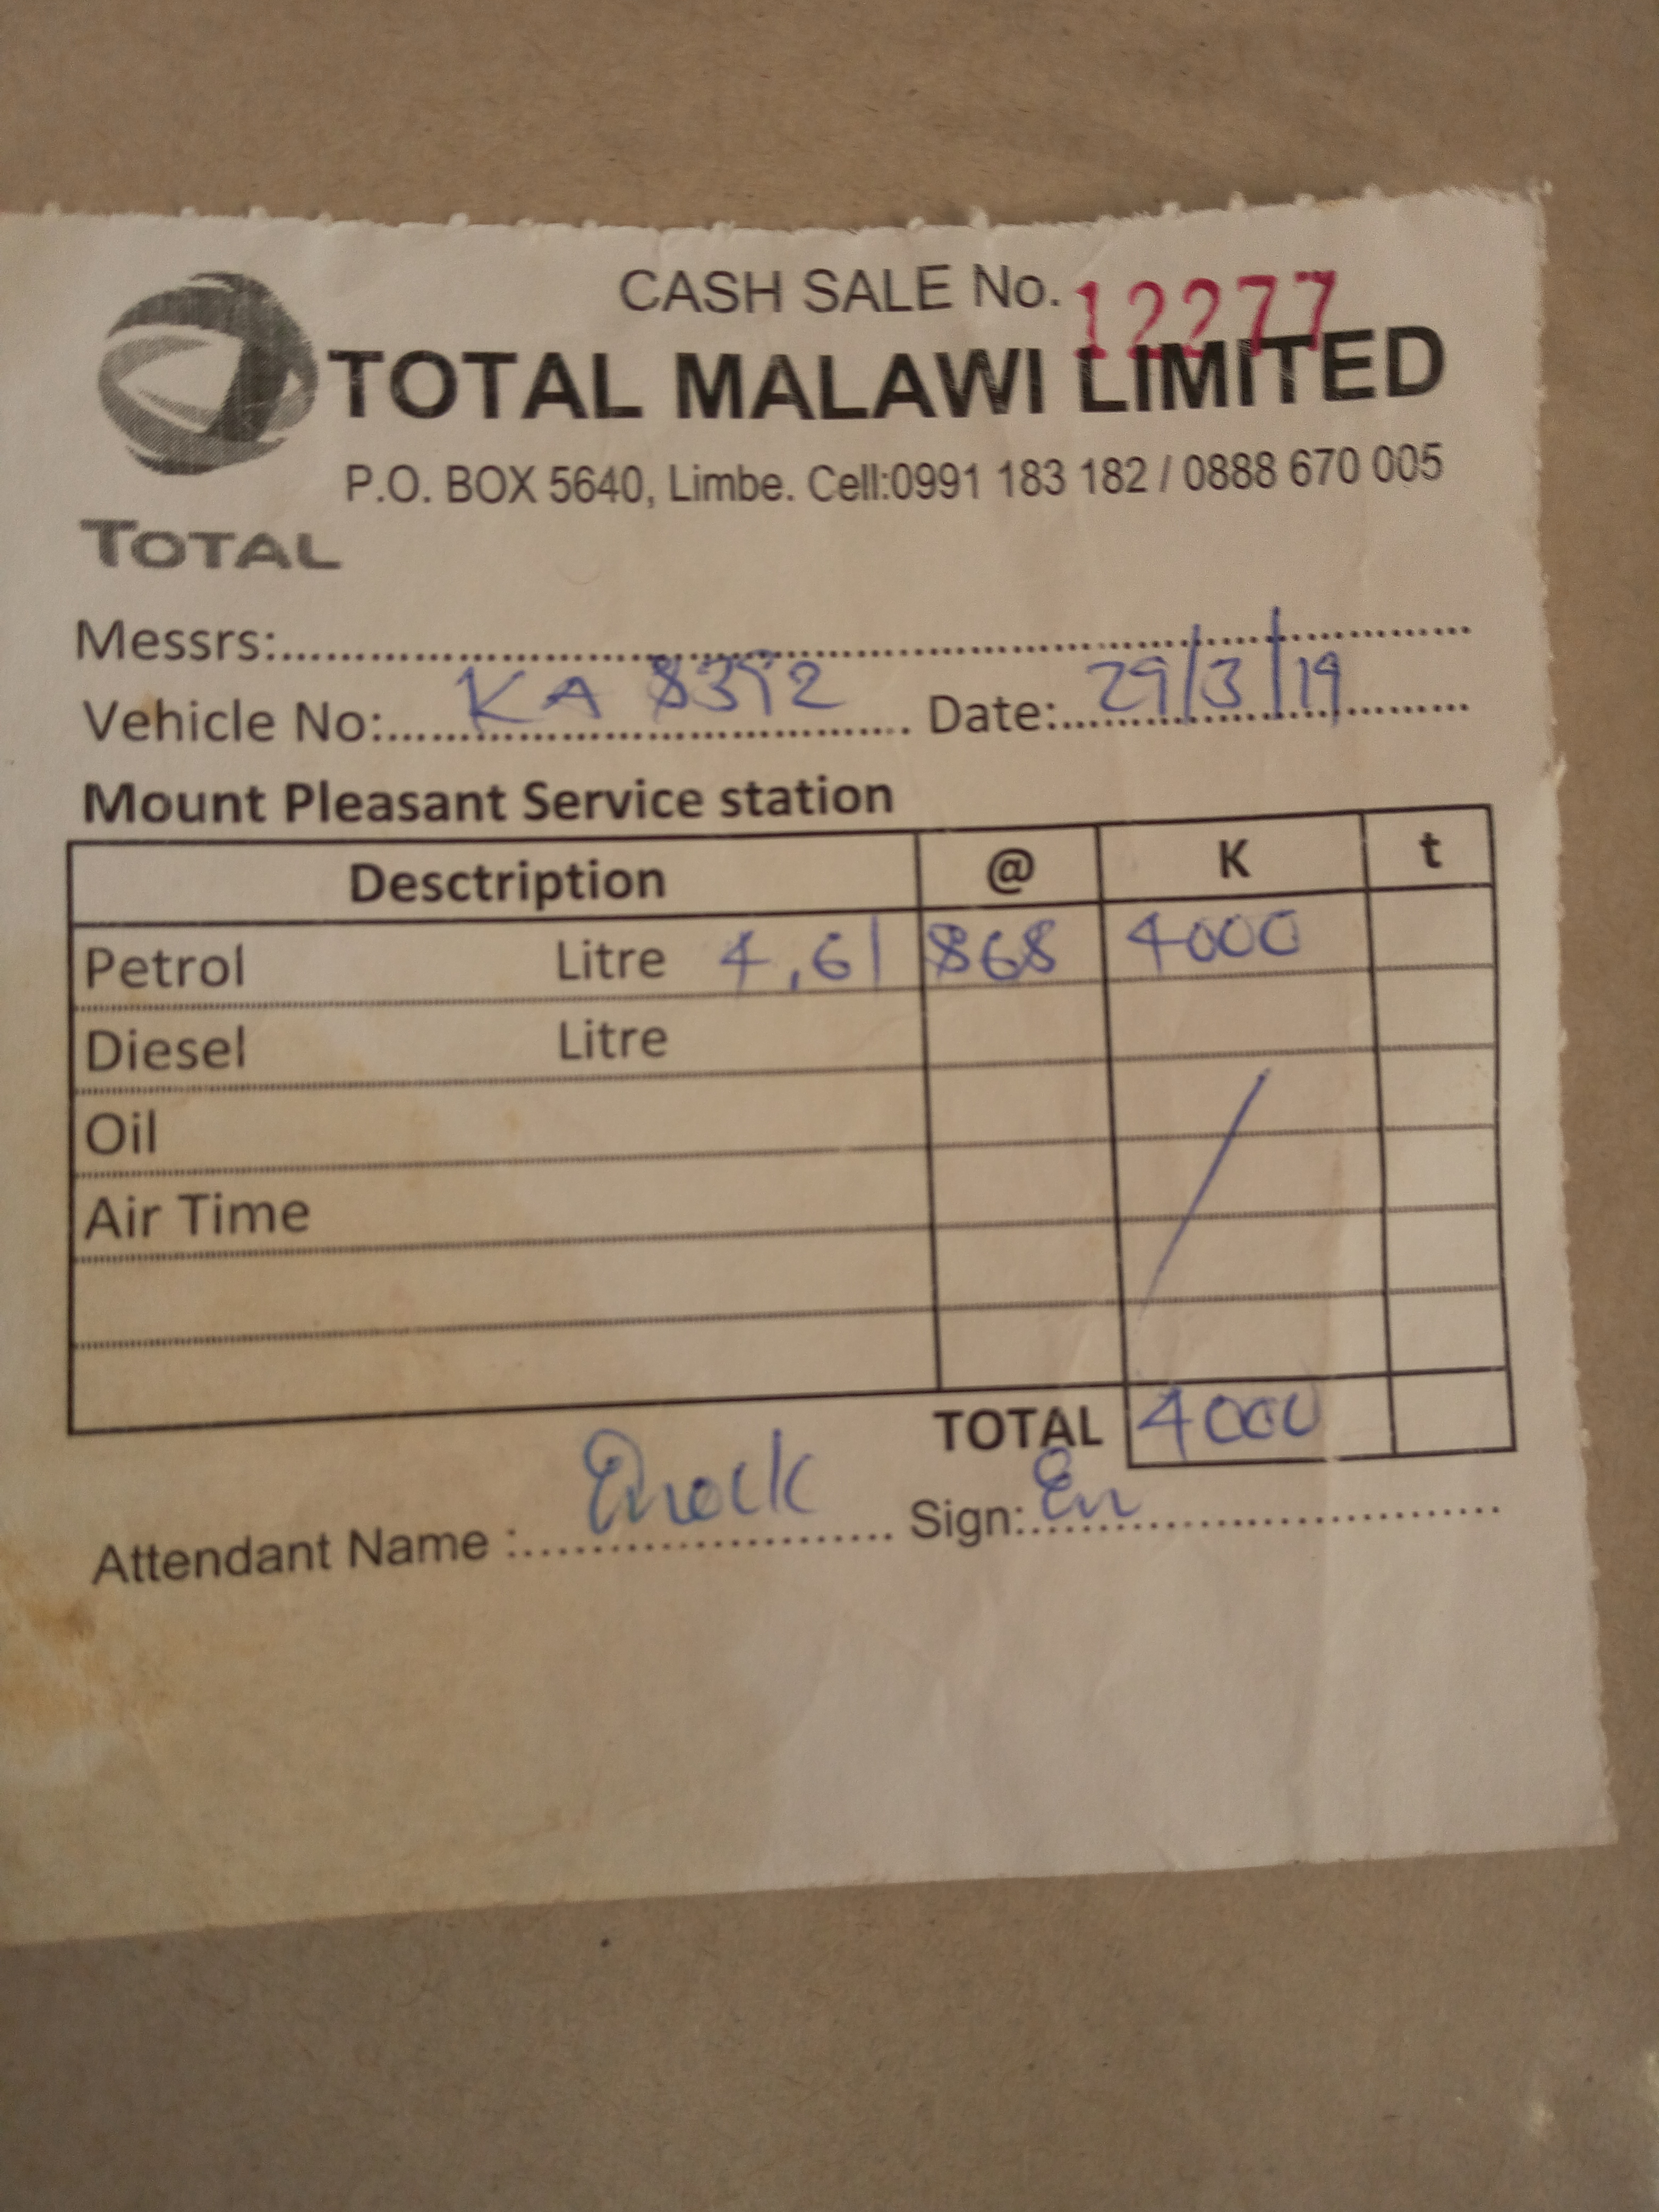 CASH SALE No. 12277
TOTAL MALAWI LIMITED
P.O. BOX 5640, Limbe. Cell:0991 183 182 / 0888 670 005
TOTAL
Messrs:
Vehicle No: KA 8392 Date: 29/3/19
Mount Pleasant Service station
Desctription @ K t
Petrol Litre 4,61 868 4000
Diesel Litre
Oil
Air Time
TOTAL 4000
Attendant Name : Enock Sign: En